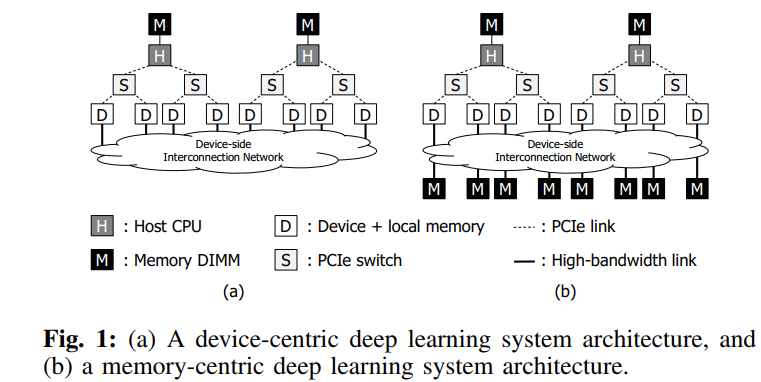 M M M M
H H H H
S S S S S S S S
D D D D D D D D D D D D D D D D
Device-side Device-side
Interconnection Network Interconnection Network
M M M M M M M M
H : Host CPU D : Device + local memory : PCIe link
M : Memory DIMM S : PCIe switch : High-bandwidth link
(a) (b)
Fig. 1: (a) A device-centric deep learning system architecture, and
(b) a memory-centric deep learning system architecture.